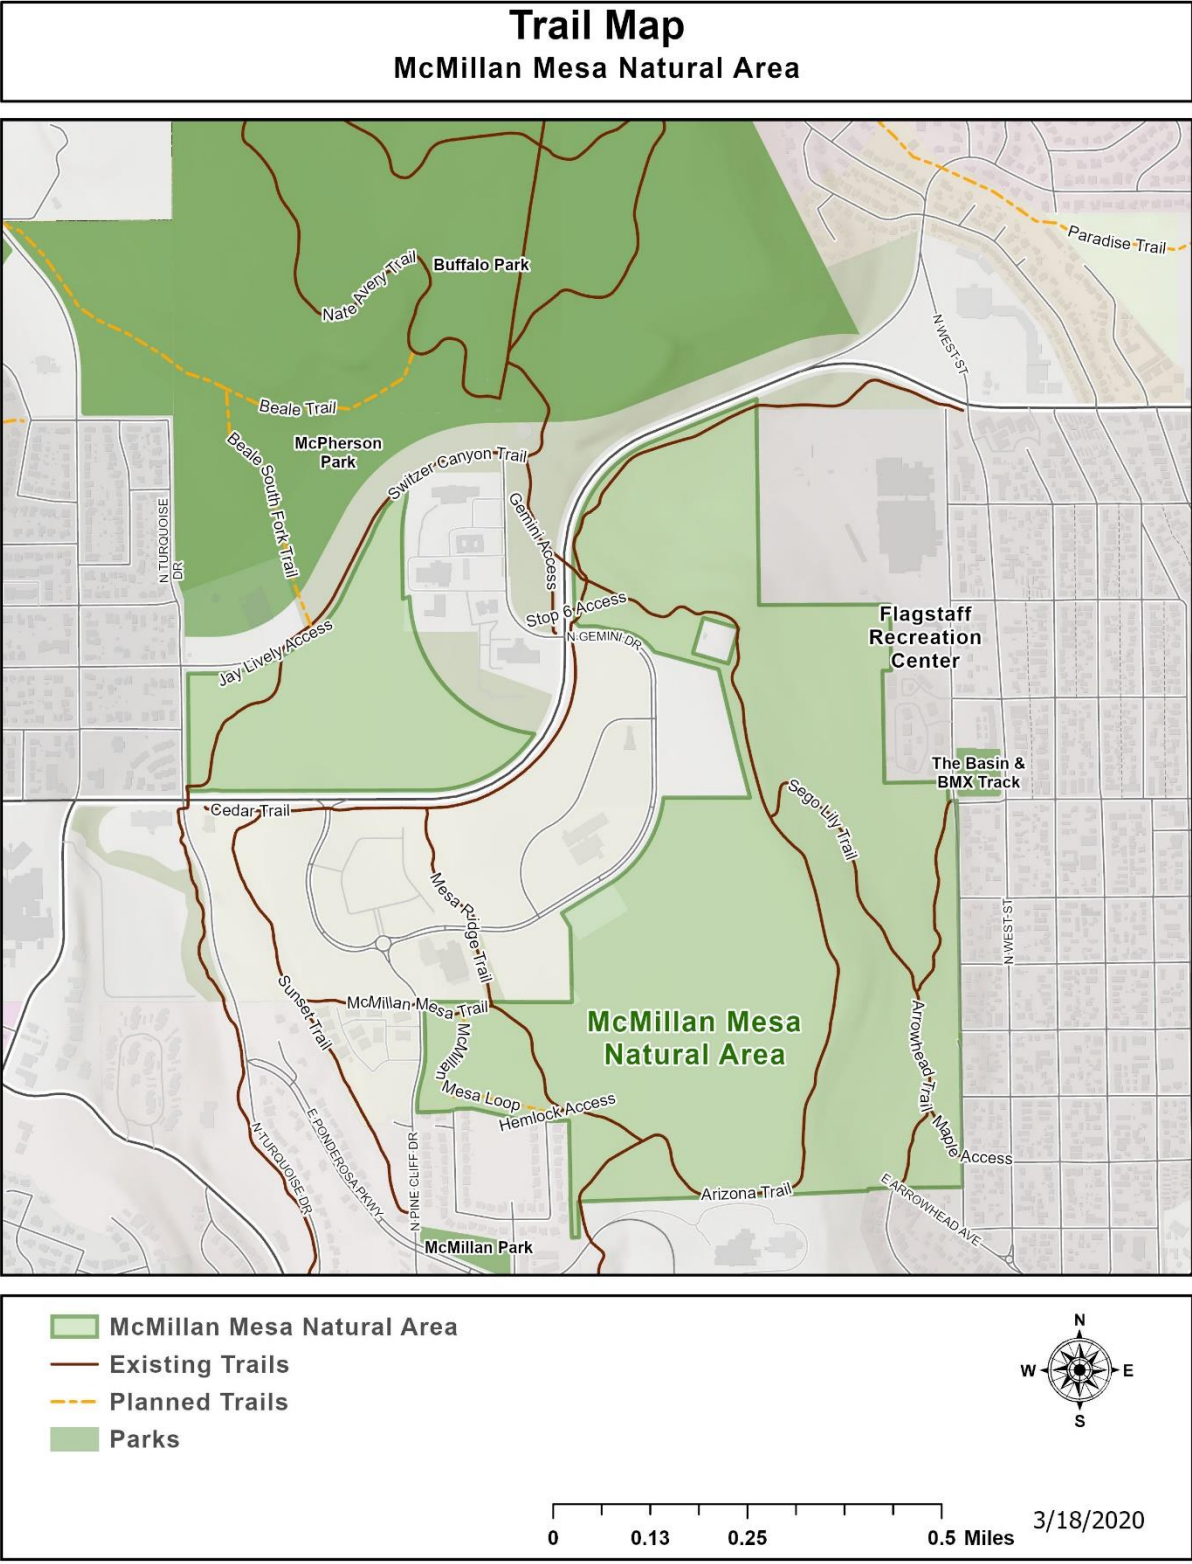 Trail Map
McMillan Mesa Natural Area
Paradise Trail
Buffalo Park
Nate Avery Trail
N WEST ST
Beale Trail
McPherson
Park
Beale South Fork Trail
Switzer Canyon Trail
N TURQUOISE
DR
Gemini Access
Stop 6 Access
N GEMINI DR
Flagstaff
Recreation
Center
Jay Lively Access
The Basin &
BMX Track
Cedar Trail
Sego Lily Trail
Mesa Ridge Trail
N WEST ST
Sunset Trail
McMillan Mesa Trail
McMillan Mesa
Natural Area
McMillan
Mesa Loop
Hemlock Access
Arrowhead Trail
Maple Access
N TURQUOISE DR
E PONDEROSA PKWY
N PINE CLIFF DR
Arizona Trail
E ARROWHEAD AVE
McMillan Park
McMillan Mesa Natural Area
Existing Trails
Planned Trails
Parks
N
W E
S
0 0.13 0.25 0.5 Miles
3/18/2020